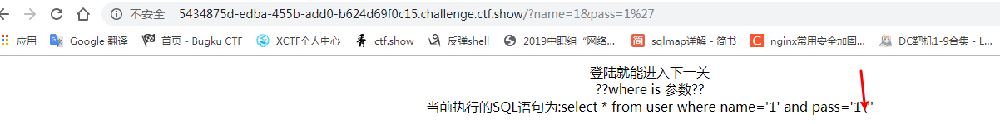 不安全 | 5434875d-edba-455b-add0-b624d69f0c15.challenge.ctf.show/?name=1&pass=1%27
应用 Google 翻译 首页 - Bugku CTF XCTF个人中心 ctf.show 反弹shell 2019中职组“网络... 简 sqlmap详解 - 简书 C nginx常用安全加固... DC靶机1-9合集 - L...
登陆就能进入下一关
??where is 参数??
当前执行的SQL语句为:select * from user where name='1' and pass='1\''